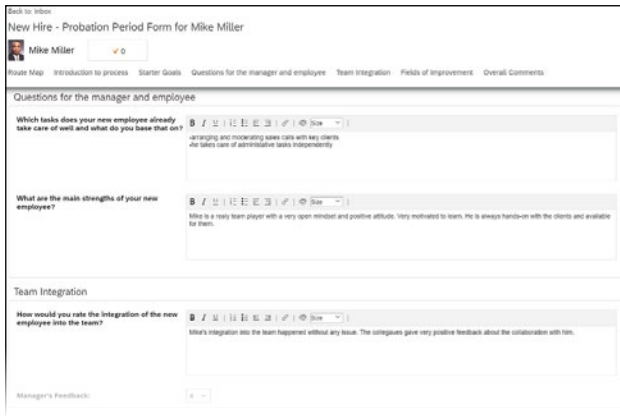 Back to: Inbox
New Hire - Probation Period Form for Mike Miller
Mike Miller
0
Route Map Introduction to process Starter Goals Questions for the manager and employee Team Integration Fields of Improvement Overall Comments
Questions for the manager and employee
Which tasks does your new employee already
take care of well and what do you base that on?
B I U Size
-arranging and moderating sales calls with key clients
-he takes care of administative tasks independently
What are the main strengths of your new
employee?
B I U Size
Mike is a realy team player with a very open mindset and positive attitude. Very motivated to learn. He is always hands-on with the clients and available
for them.
Team Integration
How would you rate the integration of the new
employee into the team?
B I U Size
Mike's integration into the team happened without any issue. The collegaues gave very positive feedback about the collaboration with him.
Manager's Feedback: